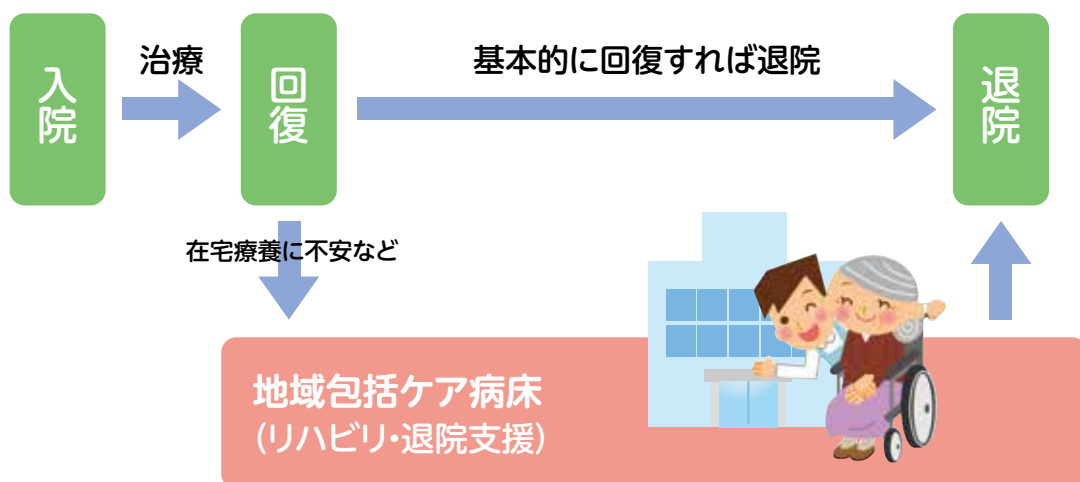 入院
治療
回復
基本的に回復すれば退院
退院
在宅療養に不安など
地域包括ケア病床
(リハビリ・退院支援)